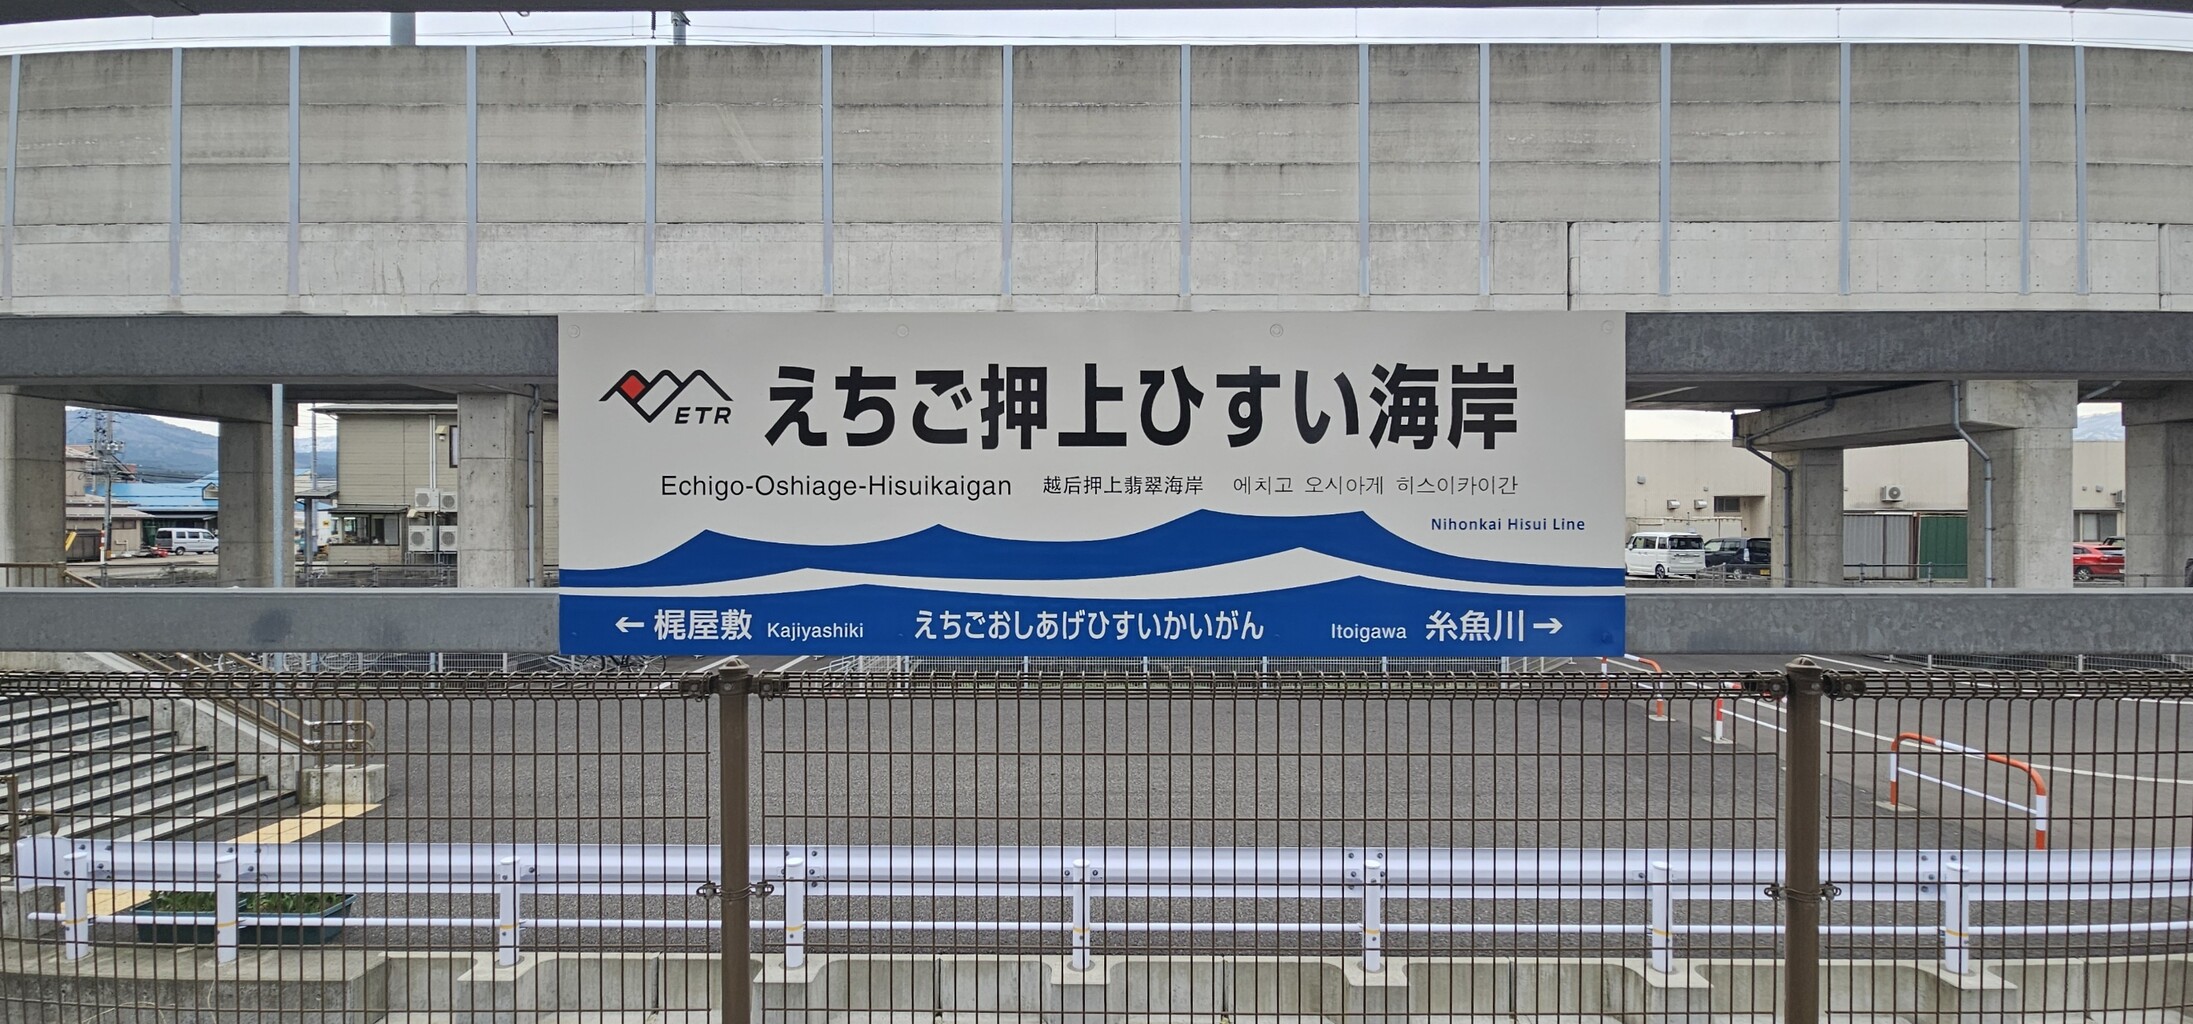 ETR
えちご押上ひすい海岸
Echigo-Oshiage-Hisuikaigan 越后押上翡翠海岸 에치고 오시아게 히스이카이간
Nihonkai Hisui Line
←梶屋敷 Kajiyashiki えちごおしあげひすいかいがん Itoigawa 糸魚川→